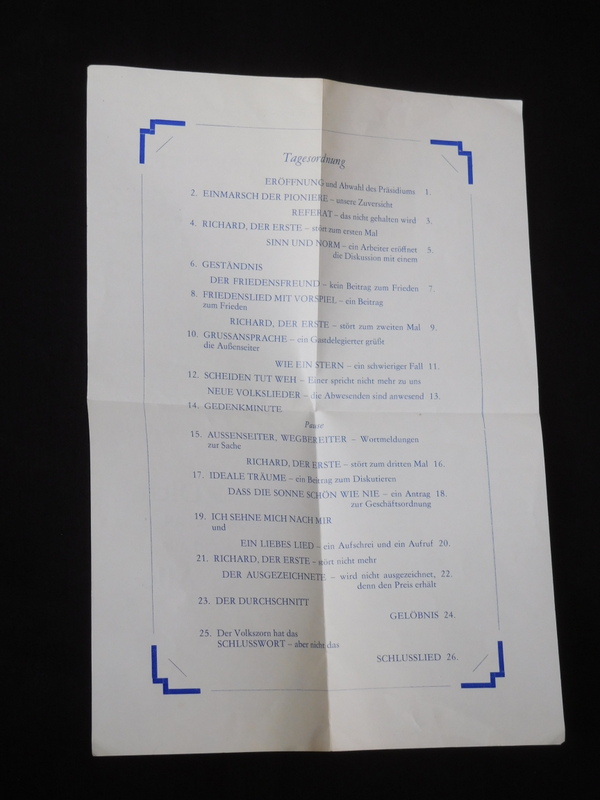 Tagesordnung
ERÖFFNUNG und Abwahl des Präsidiums 1.
2. EINMARSCH DER PIONIERE – unsere Zuversicht
REFERAT – das nicht gehalten wird 3.
4. RICHARD, DER ERSTE – stört zum ersten Mal
SINN UND NORM – ein Arbeiter eröffnet 5.
die Diskussion mit einem
6. GESTÄNDNIS
DER FRIEDENSFREUND – kein Beitrag zum Frieden 7.
8. FRIEDENSLIED MIT VORSPIEL – ein Beitrag
zum Frieden
RICHARD, DER ERSTE – stört zum zweiten Mal 9.
10. GRUSSANSPRACHE – ein Gastdelegierter grüßt
die Außenseiter
WIE EIN STERN – ein schwieriger Fall 11.
12. SCHEIDEN TUT WEH – Einer spricht nicht mehr zu uns
NEUE VOLKSLIEDER – die Abwesenden sind anwesend 13.
14. GEDENKMINUTE
Pause
15. AUSSENSEITER, WEGBEREITER – Wortmeldungen
zur Sache
RICHARD, DER ERSTE – stört zum dritten Mal 16.
17. IDEALE TRÄUME – ein Beitrag zum Diskutieren
DASS DIE SONNE SCHÖN WIE NIE – ein Antrag 18.
zur Geschäftsordnung
19. ICH SEHNE MICH NACH MIR
und
EIN LIEBES LIED – ein Aufschrei und ein Aufruf 20.
21. RICHARD, DER ERSTE – stört nicht mehr
DER AUSGEZEICHNETE – wird nicht ausgezeichnet, 22.
denn den Preis erhält
23. DER DURCHSCHNITT
GELÖBNIS 24.
25. Der Volkszorn hat das
SCHLUSSWORT – aber nicht das
SCHLUSSLIED 26.